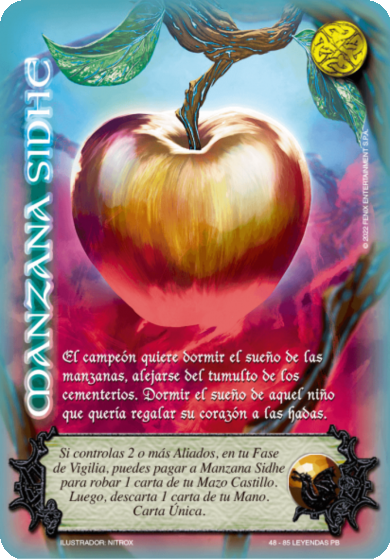 MANZANA SIDHE
© 2022 FENIX ENTERTAINMENT S.P.A.
El campeón quiere dormir el sueño de las
manzanas, alejarse del tumulto de los
cementerios. Dormir el sueño de aquel niño
que quería regalar su corazón a las hadas.
Si controlas 2 o más Aliados, en tu Fase
de Vigilia, puedes pagar a Manzana Sidhe
para robar 1 carta de tu Mazo Castillo.
Luego, descarta 1 carta de tu Mano.
Carta Única.
ILUSTRADOR: NITROX
48 - 85 LEYENDAS PB